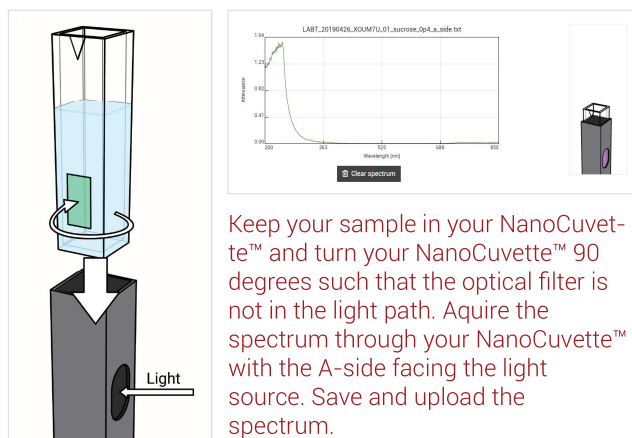 Light
LABT_20190426_XOUM7U_01_sucrose_0p4_a_side.txt
1.64
1.23
0.82
0.41
0.00
Attenuance
200
363
525
688
850
Wavelength [nm]
Clear spectrum
Keep your sample in your NanoCuvet-
te™ and turn your NanoCuvette™ 90
degrees such that the optical filter is
not in the light path. Aquire the
spectrum through your NanoCuvette™
with the A-side facing the light
source. Save and upload the
spectrum.